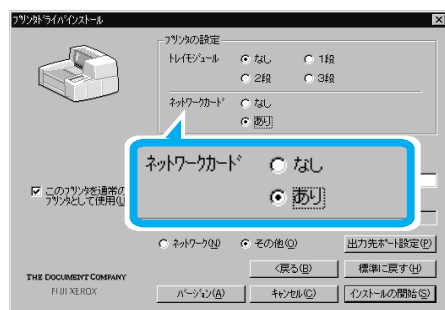 プリンタドライバインストール
プリンタの設定
トレイモジュール なし 1段
2段 3段
ネットワークカード なし
あり
ネットワークカード なし
あり
このプリンタを通常の
プリンタとして使用(U)
ネットワーク(N) その他(O) 出力先ポート設定(P)
<戻る(B) 標準に戻す(H)
THE DOCUMENT COMPANY
FUJI XEROX
バージョン(A) キャンセル(C) インストールの開始(S)